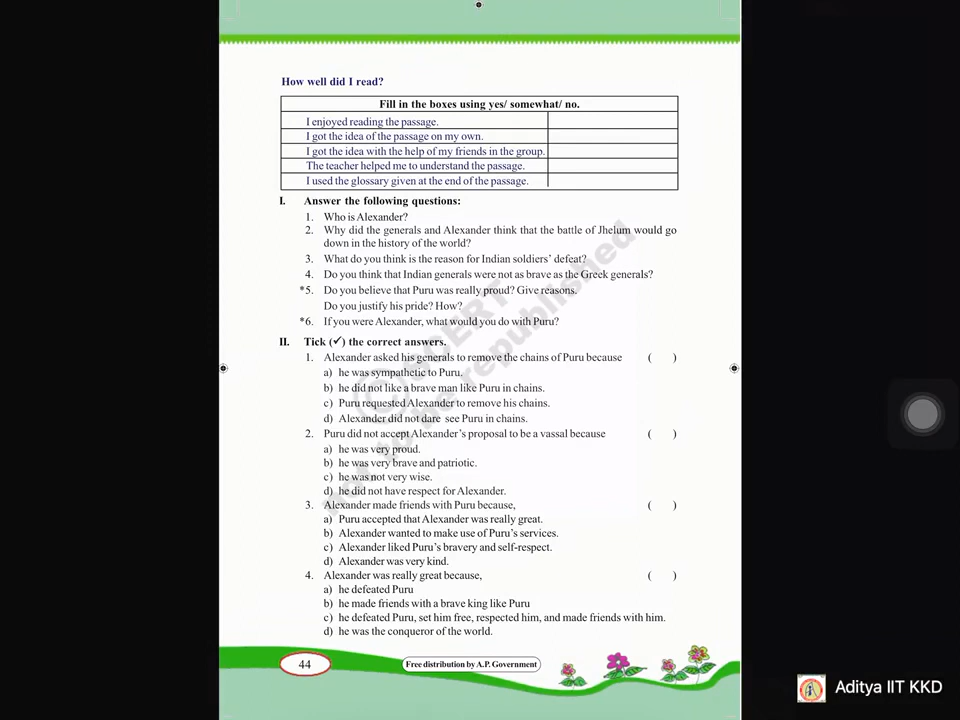 How well did I read?
Fill in the boxes using yes/ somewhat/ no.
I enjoyed reading the passage.
I got the idea of the passage on my own.
I got the idea with the help of my friends in the group.
The teacher helped me to understand the passage.
I used the glossary given at the end of the passage.
I. Answer the following questions:
1. Who is Alexander?
2. Why did the generals and Alexander think that the battle of Jhelum would go
down in the history of the world?
3. What do you think is the reason for Indian soldiers' defeat?
4. Do you think that Indian generals were not as brave as the Greek generals?
*5. Do you believe that Puru was really proud? Give reasons.
Do you justify his pride? How?
*6. If you were Alexander, what would you do with Puru?
II. Tick (✓) the correct answers.
1. Alexander asked his generals to remove the chains of Puru because ( )
a) he was sympathetic to Puru.
b) he did not like a brave man like Puru in chains.
c) Puru requested Alexander to remove his chains.
d) Alexander did not dare see Puru in chains.
2. Puru did not accept Alexander's proposal to be a vassal because ( )
a) he was very proud.
b) he was very brave and patriotic.
c) he was not very wise.
d) he did not have respect for Alexander.
3. Alexander made friends with Puru because, ( )
a) Puru accepted that Alexander was really great.
b) Alexander wanted to make use of Puru's services.
c) Alexander liked Puru's bravery and self-respect.
d) Alexander was very kind.
4. Alexander was really great because, ( )
a) he defeated Puru
b) he made friends with a brave king like Puru
c) he defeated Puru, set him free, respected him, and made friends with him.
d) he was the conqueror of the world.
44
Free distribution by A.P. Government
Aditya IIT KKD